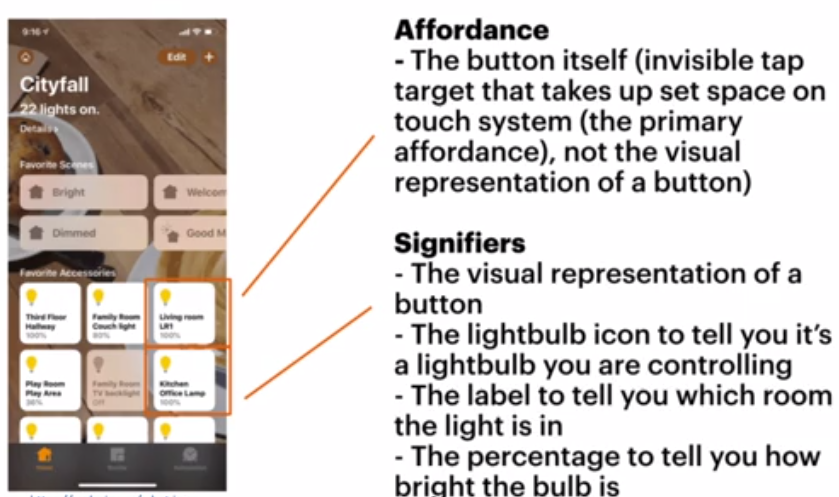 9:16
Edit +
Cityfall
22 lights on.
Details >
Favorite Scenes
Bright
Welcom
Dimmed
Good M
Favorite Accessories
Third Floor
Hallway
100%
Family Room
Couch light
60%
Living room
LR1
100%
Play Room
Play Area
36%
Family Room
TV backlight
Off
Kitchen
Office Lamp
100%
Home
Affordance
- The button itself (invisible tap
target that takes up set space on
touch system (the primary
affordance), not the visual
representation of a button)
Signifiers
- The visual representation of a
button
- The lightbulb icon to tell you it’s
a lightbulb you are controlling
- The label to tell you which room
the light is in
- The percentage to tell you how
bright the bulb is